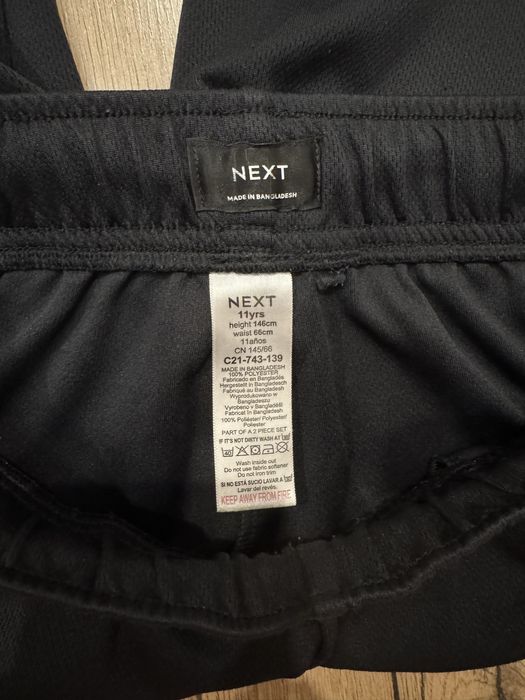 NEXT
MADE IN BANGLADESH
NEXT
11yrs
height 146cm
waist 66cm
11años
CN 145/66
C21-743-139
MADE IN BANGLADESH
100% POLYESTER
Fabricado en Bangladés
Hergestellt in Bangladesch
Fabriqué au Bangladesh
Wyprodukowano w
Bangladeszu
Vyrobeno v Bangladéši
Fabricat în Bangladesh
100% Poliéster/ Polyester/
Poliester
PART OF A 2 PIECE SET
IF IT'S NOT DIRTY WASH AT
40
Wash inside out
Do not use fabric softener
Do not iron trim
SI NO ESTÁ SUCIO LAVAR A
Lavar del revés.
KEEP AWAY FROM FIRE